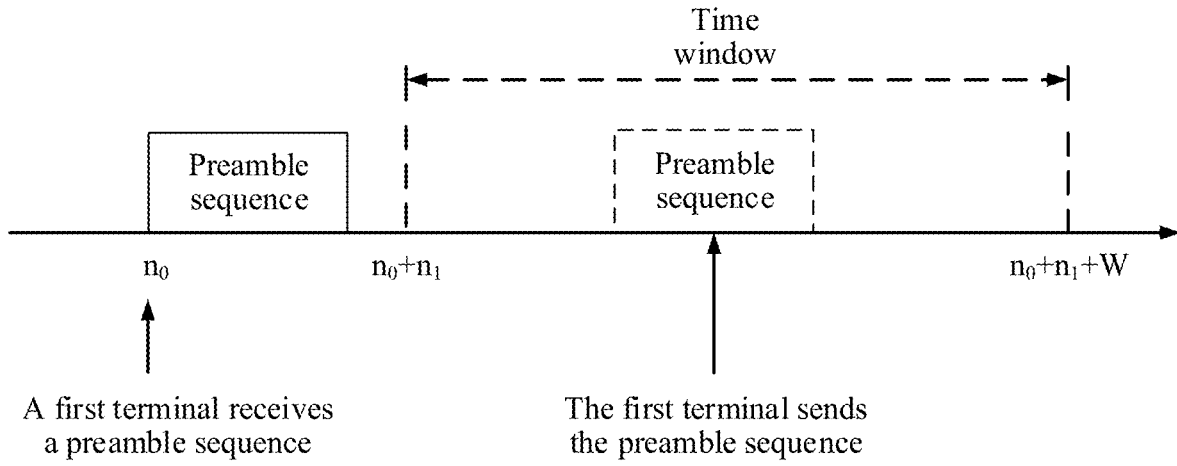 Time
window
Preamble
sequence
Preamble
sequence
n₀
n₀+n₁
n₀+n₁+W
A first terminal receives
a preamble sequence
The first terminal sends
the preamble sequence